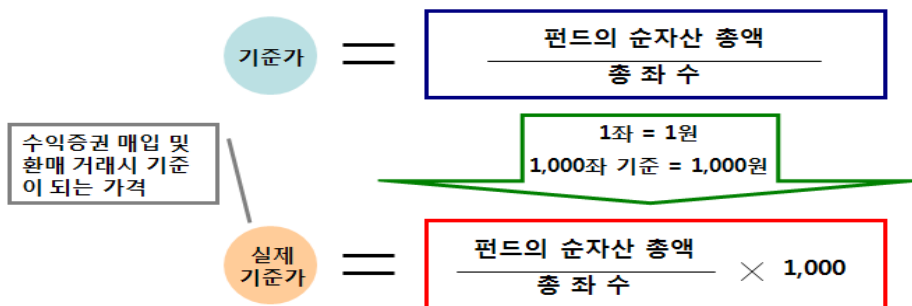 기준가
=
펀드의 순자산 총액
총 좌 수
수익증권 매입 및
환매 거래시 기준
이 되는 가격
1좌 = 1원
1,000좌 기준 = 1,000원
실제
기준가
=
펀드의 순자산 총액
총 좌 수
× 1,000